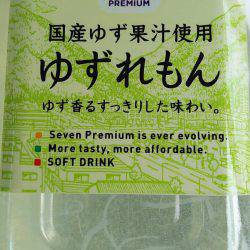 PREMIUM
国産ゆず果汁使用
ゆずれもん
ゆず香るすっきりした味わい。
Seven Premium is ever evolving.
More tasty, more affordable.
SOFT DRINK